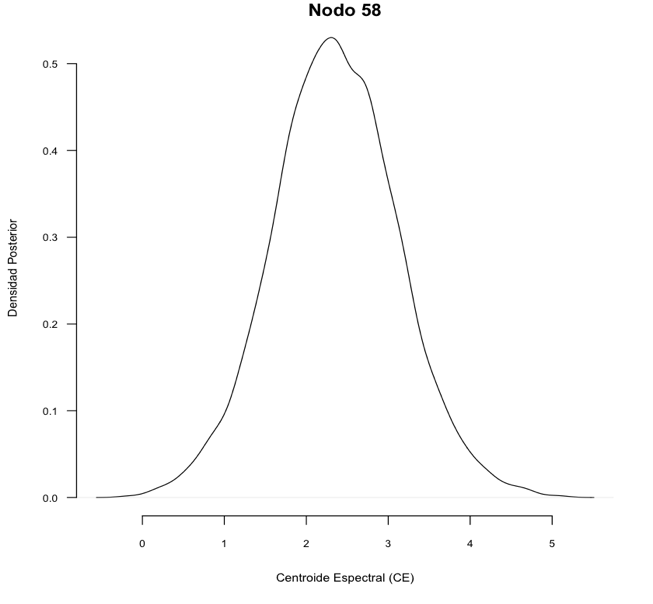 Nodo 58
0.5
0.4
0.3
0.2
0.1
0.0
Densidad Posterior
0 1 2 3 4 5
Centroide Espectral (CE)